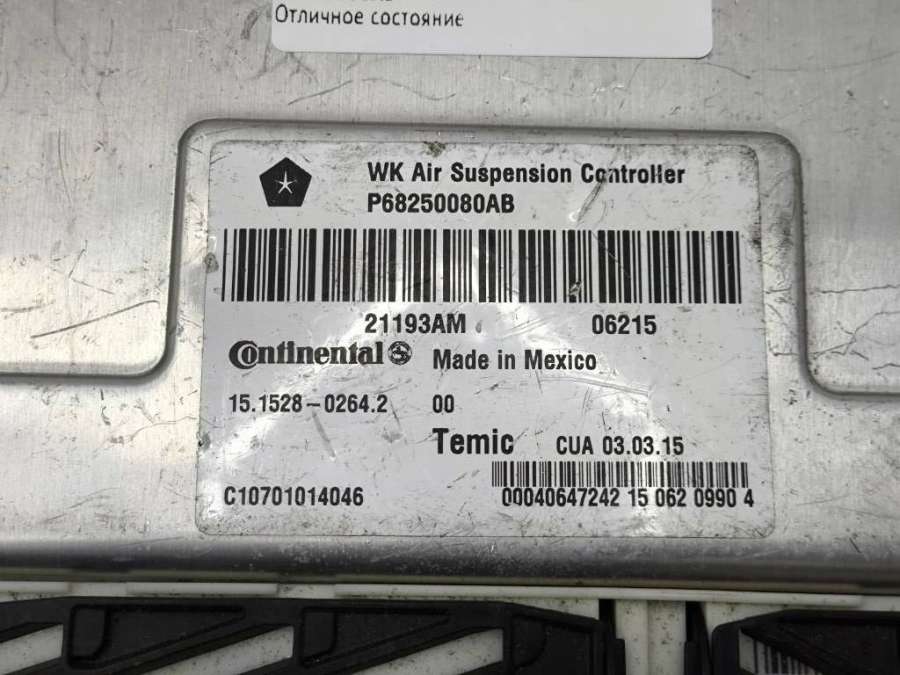 Отличное состояние
WK Air Suspension Controller
P68250080AB
21193AM 06215
Continental Made in Mexico
15.1528-0264.2 00
Temic CUA 03.03.15
C10701014046 00040647242 15 062 0990 4